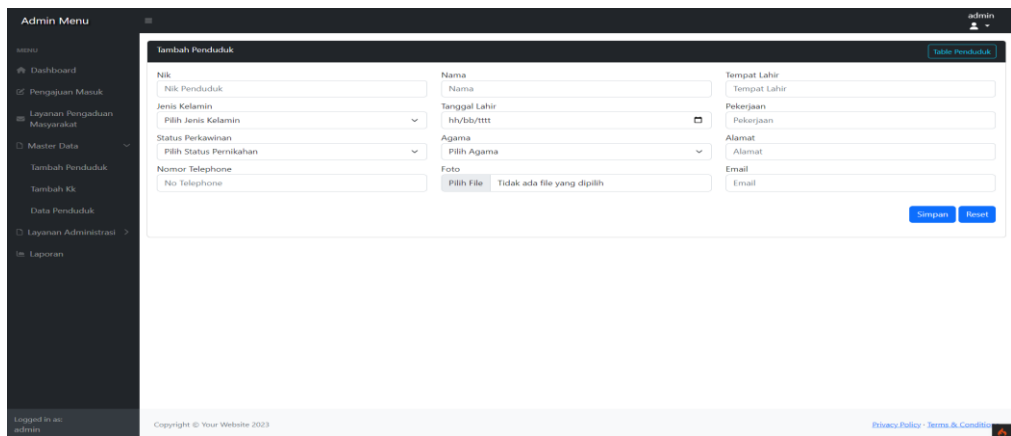 Admin Menu
admin
MENU
Dashboard
Pengajuan Masuk
Layanan Pengaduan
Masyarakat
Master Data
Tambah Penduduk
Tambah Kk
Data Penduduk
Layanan Administrasi
Laporan
Logged in as:
admin
Tambah Penduduk
Table Penduduk
Nik
Nama
Tempat Lahir
Nik Penduduk
Nama
Tempat Lahir
Jenis Kelamin
Tanggal Lahir
Pekerjaan
Pilih Jenis Kelamin
hh/bb/tttt
Pekerjaan
Status Perkawinan
Agama
Alamat
Pilih Status Pernikahan
Pilih Agama
Alamat
Nomor Telephone
Foto
Email
No Telephone
Pilih File Tidak ada file yang dipilih
Email
Simpan
Reset
Copyright © Your Website 2023
Privacy Policy · Terms &